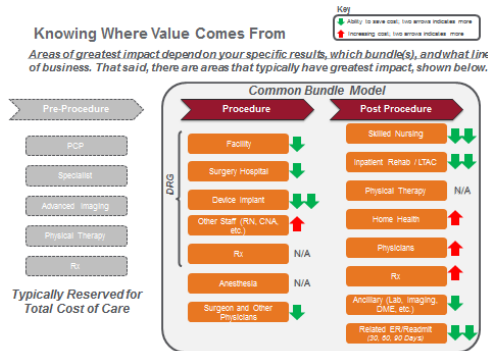 Knowing Where Value Comes From
Key
Ability to save cost, two arrows indicates more
Increasing cost, two arrows indicates more
Areas of greatest impact depend on your specific results, which bundle(s), and what line
of business. That said, there are areas that typically have greatest impact, shown below.
Common Bundle Model
Pre-Procedure
PCP
Specialist
Advanced Imaging
Physical Therapy
Rx
Typically Reserved for
Total Cost of Care
Procedure
DRG
Facility
Surgery Hospital
Device Implant
Other Staff (RN, CNA,
etc.)
Rx
N/A
Anesthesia
N/A
Surgeon and Other
Physicians
Post Procedure
Skilled Nursing
Inpatient Rehab / LTAC
Physical Therapy
N/A
Home Health
Physicians
Rx
Ancillary (Lab, Imaging,
DME, etc.)
Related ER/Readmit
(30, 60, 90 Days)